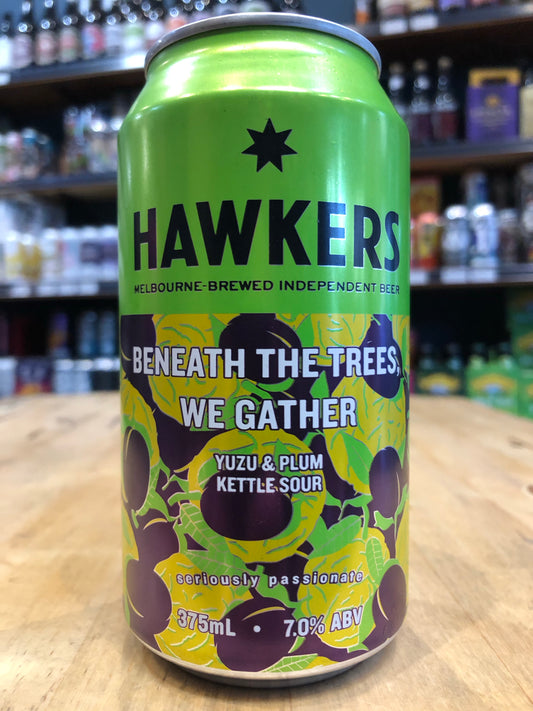 HAWKERS
MELBOURNE-BREWED INDEPENDENT BEER
BENEATH THE TREES,
WE GATHER
YUZU & PLUM
KETTLE SOUR
seriously passionate
375mL • 7.0% ABV